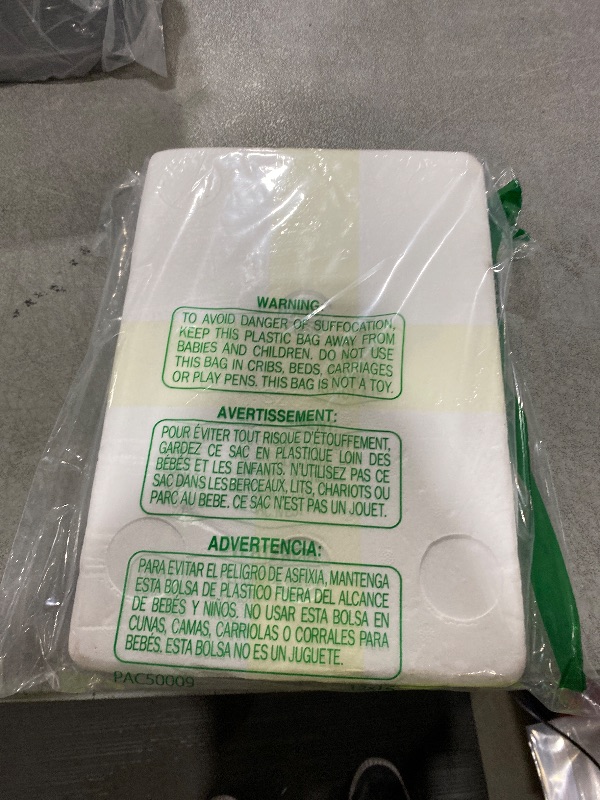 WARNING
TO AVOID DANGER OF SUFFOCATION,
KEEP THIS PLASTIC BAG AWAY FROM
BABIES AND CHILDREN. DO NOT USE
THIS BAG IN CRIBS, BEDS, CARRIAGES
OR PLAY PENS. THIS BAG IS NOT A TOY.
AVERTISSEMENT:
POUR ÉVITER TOUT RISQUE D'ÉTOUFFEMENT,
GARDEZ CE SAC EN PLASTIQUE LOIN DES
BÉBÉS ET LES ENFANTS. N'UTILISEZ PAS CE
SAC DANS LES BERCEAUX, LITS, CHARIOTS OU
PARC AU BEBE. CE SAC N'EST PAS UN JOUET.
ADVERTENCIA:
PARA EVITAR EL PELIGRO DE ASFIXIA, MANTENGA
ESTA BOLSA DE PLASTICO FUERA DEL ALCANCE
DE BEBÉS Y NIÑOS. NO USAR ESTA BOLSA EN
CUNAS, CAMAS, CARRIOLAS O CORRALES PARA
BEBÉS. ESTA BOLSA NO ES UN JUGUETE.
PAC50009